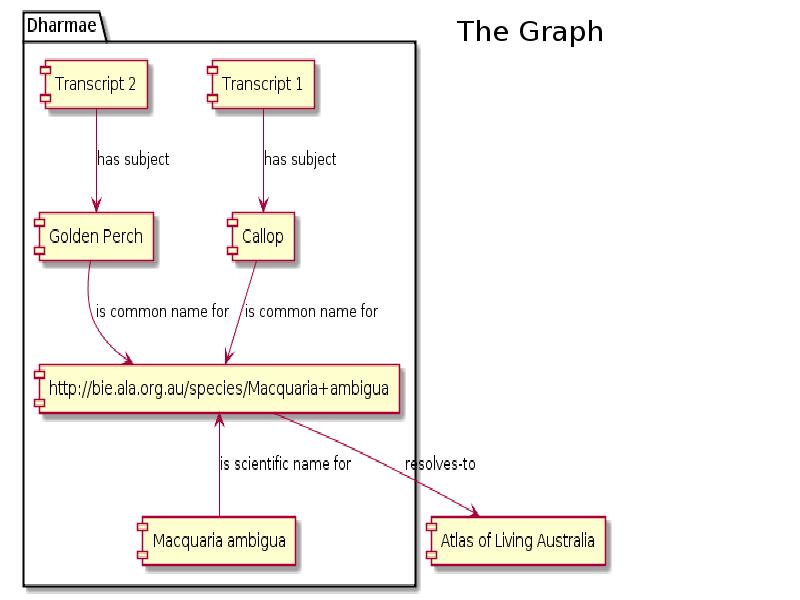 Dharmae
The Graph
Transcript 2
Transcript 1
has subject
has subject
Golden Perch
Callop
is common name for
is common name for
http://bie.ala.org.au/species/Macquaria+ambigua
is scientific name for
resolves-to
Macquaria ambigua
Atlas of Living Australia